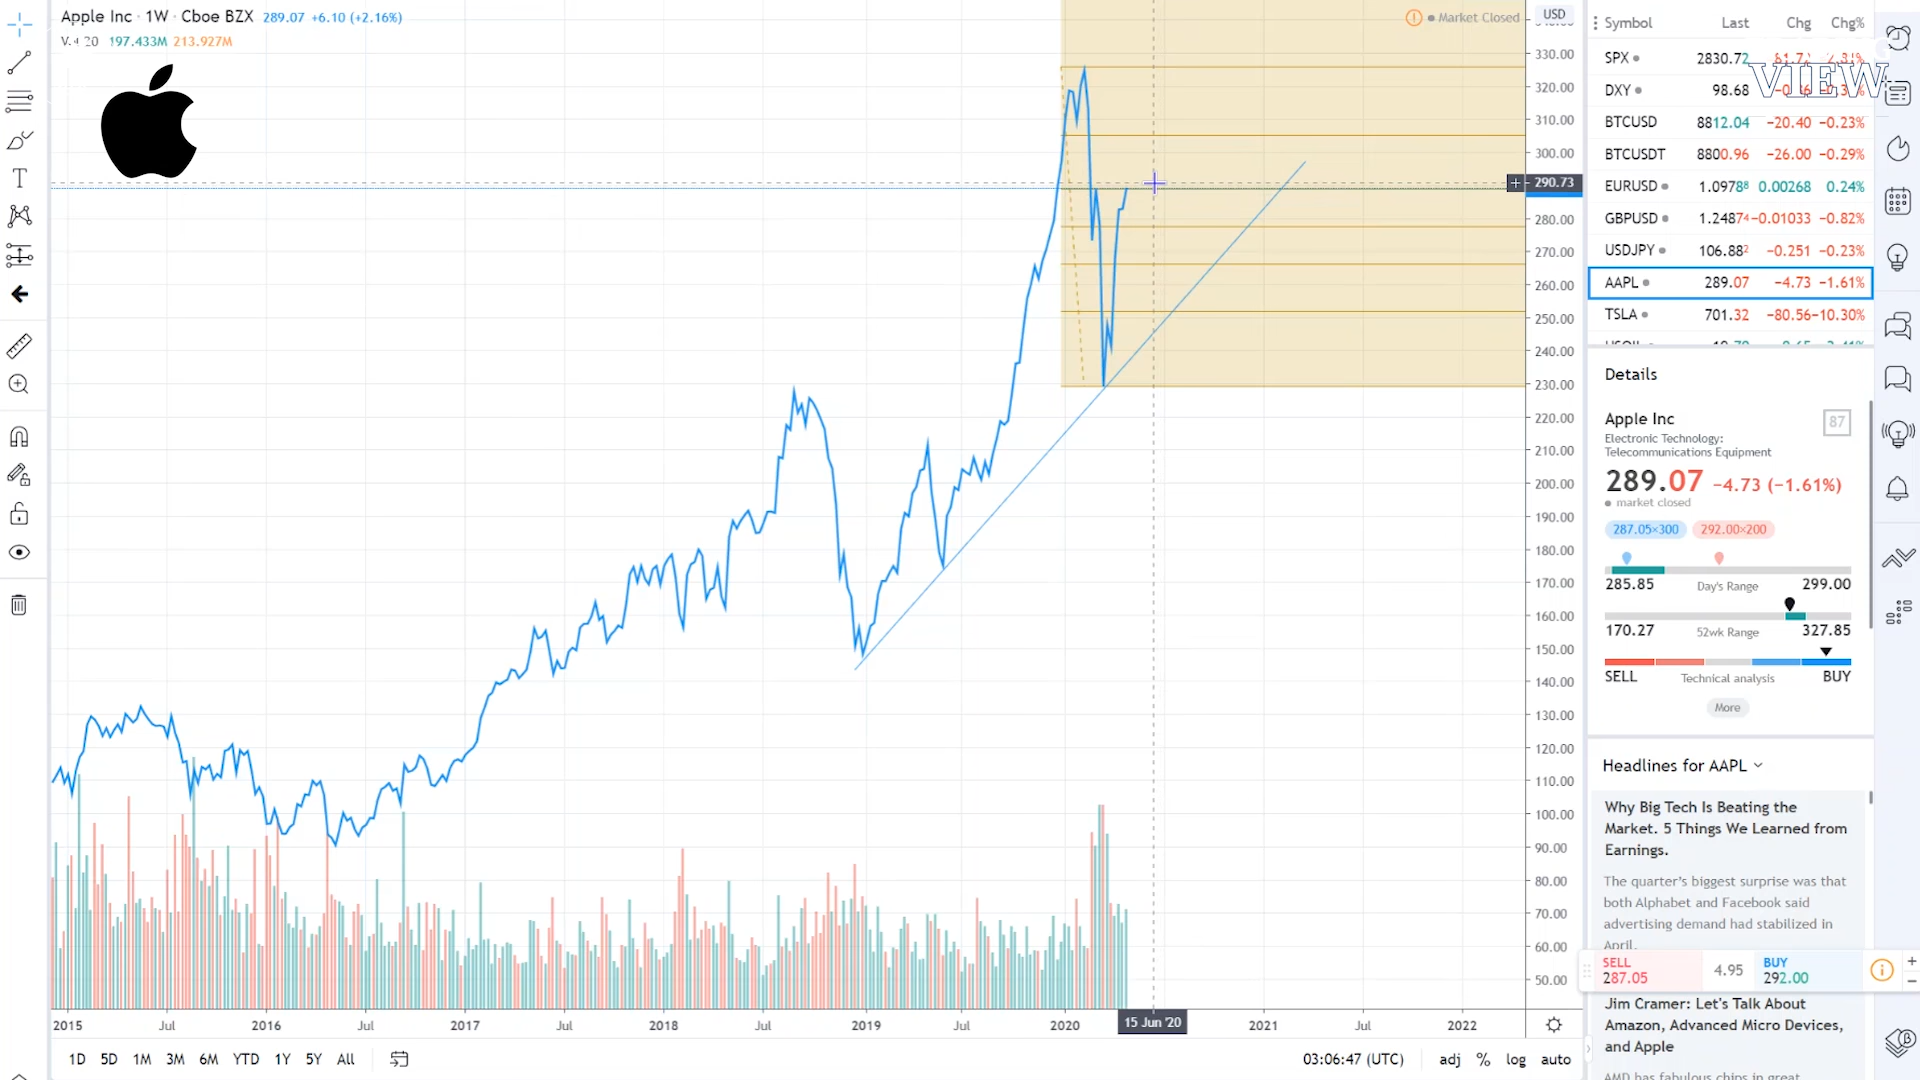 Apple Inc · 1W · Cboe BZX 289.07 +6.10 (+2.16%)
20 197.433M 213.927M
Market Closed
USD
330.00
320.00
310.00
300.00
290.73
280.00
270.00
260.00
250.00
240.00
230.00
220.00
210.00
200.00
190.00
180.00
170.00
160.00
150.00
140.00
130.00
120.00
110.00
100.00
90.00
80.00
70.00
60.00
50.00
2015 Jul 2016 Jul 2017 Jul 2018 Jul 2019 Jul 2020 15 Jun '20 2021 Jul 2022
1D 5D 1M 3M 6M YTD 1Y 5Y All
03:06:47 (UTC) adj % log auto
Symbol Last Chg Chg%
VIEW
SPX 2830.72
DXY 98.68
BTCUSD 8812.04 −20.40 −0.23%
BTCUSDT 8800.96 −26.00 −0.29%
EURUSD 1.09788 0.00268 0.24%
GBPUSD 1.24874 −0.01033 −0.82%
USDJPY 106.882 −0.251 −0.23%
AAPL 289.07 −4.73 −1.61%
TSLA 701.32 −80.56 −10.30%
Details
Apple Inc 87
Electronic Technology:
Telecommunications Equipment
289.07 −4.73 (−1.61%)
market closed
287.05×300 292.00×200
285.85 Day's Range 299.00
170.27 52wk Range 327.85
SELL Technical analysis BUY
More
Headlines for AAPL
Why Big Tech Is Beating the
Market. 5 Things We Learned from
Earnings.
The quarter's biggest surprise was that
both Alphabet and Facebook said
advertising demand had stabilized in
April.
SELL 287.05 4.95 BUY 292.00
Jim Cramer: Let's Talk About
Amazon, Advanced Micro Devices,
and Apple
AMD has fabulous chips in great